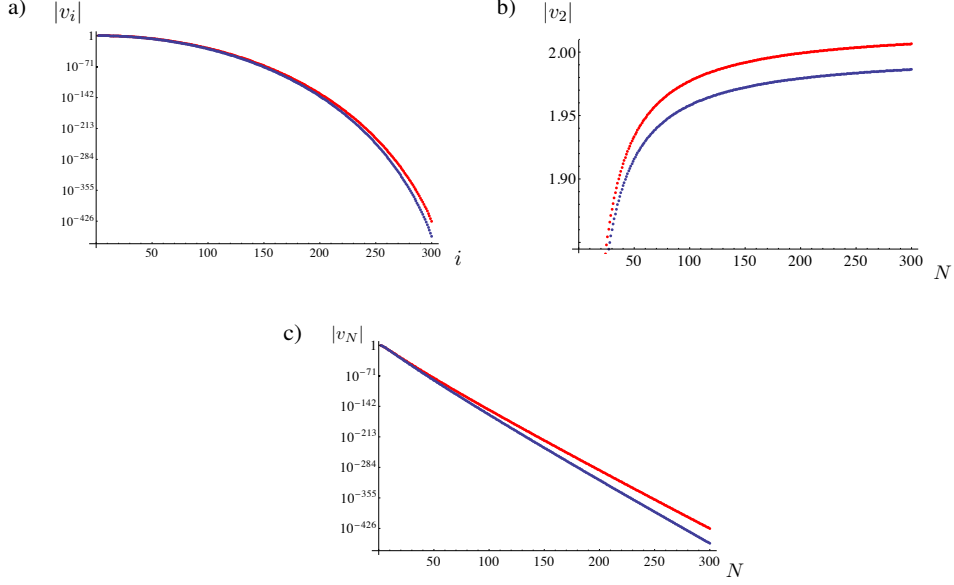 a)
|v_i|
1
10^{-71}
10^{-142}
10^{-213}
10^{-284}
10^{-355}
10^{-426}
50 100 150 200 250 300
i
b)
|v_2|
2.00
1.95
1.90
50 100 150 200 250 300
N
c)
|v_N|
1
10^{-71}
10^{-142}
10^{-213}
10^{-284}
10^{-355}
10^{-426}
50 100 150 200 250 300
N